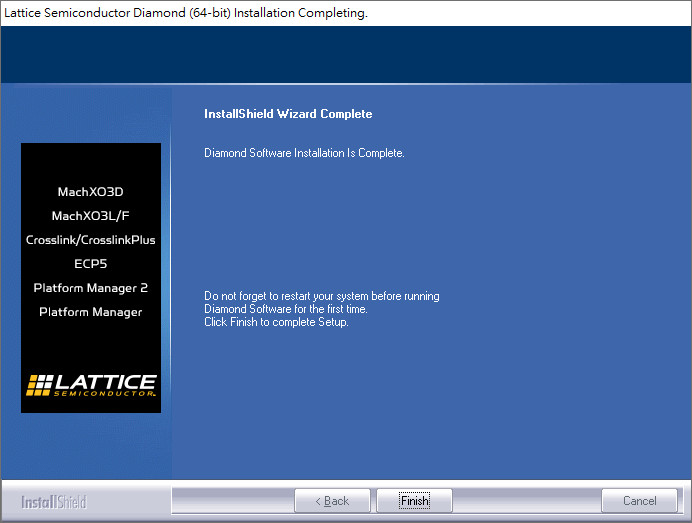 Lattice Semiconductor Diamond (64-bit) Installation Completing.
InstallShield Wizard Complete
Diamond Software Installation Is Complete.
MachXO3D
MachXO3L/F
Crosslink/CrosslinkPlus
ECP5
Platform Manager 2
Platform Manager
LATTICE
SEMICONDUCTOR
Do not forget to restart your system before running
Diamond Software for the first time.
Click Finish to complete Setup.
InstallShield
< Back
Finish
Cancel